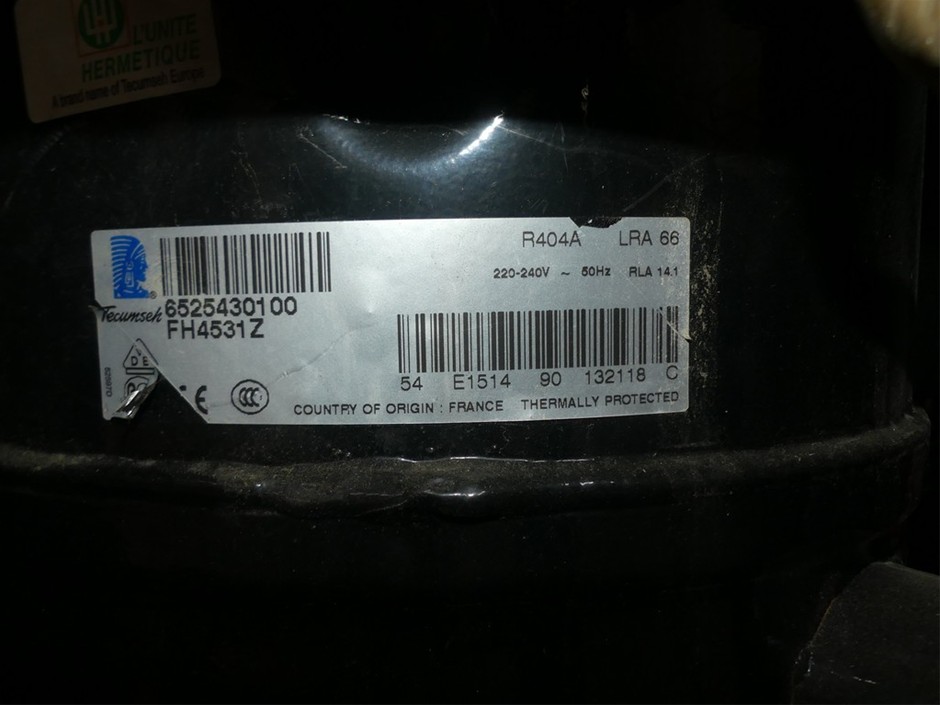 L'UNITE
HERMETIQUE
A brand name of Tecumseh Europe
R404A LRA 66
220-240V ~ 50Hz RLA 14.1
Tecumseh
6525430100
FH4531Z
54 E1514 90 132118 C
COUNTRY OF ORIGIN : FRANCE THERMALLY PROTECTED